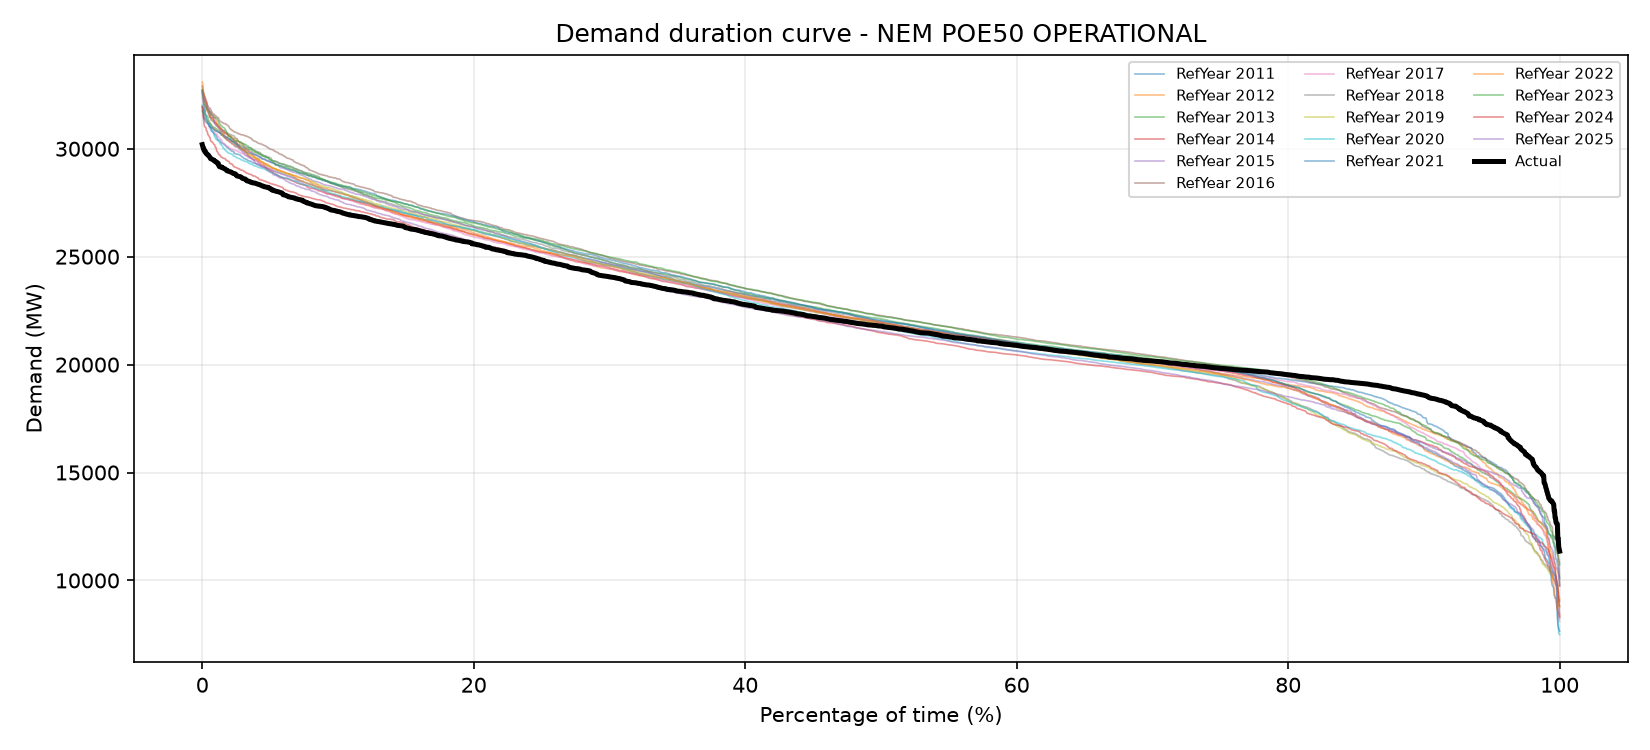 Demand duration curve - NEM POE50 OPERATIONAL
RefYear 2011
RefYear 2012
RefYear 2013
RefYear 2014
RefYear 2015
RefYear 2016
RefYear 2017
RefYear 2018
RefYear 2019
RefYear 2020
RefYear 2021
RefYear 2022
RefYear 2023
RefYear 2024
RefYear 2025
Actual
Demand (MW)
30000
25000
20000
15000
10000
0 20 40 60 80 100
Percentage of time (%)